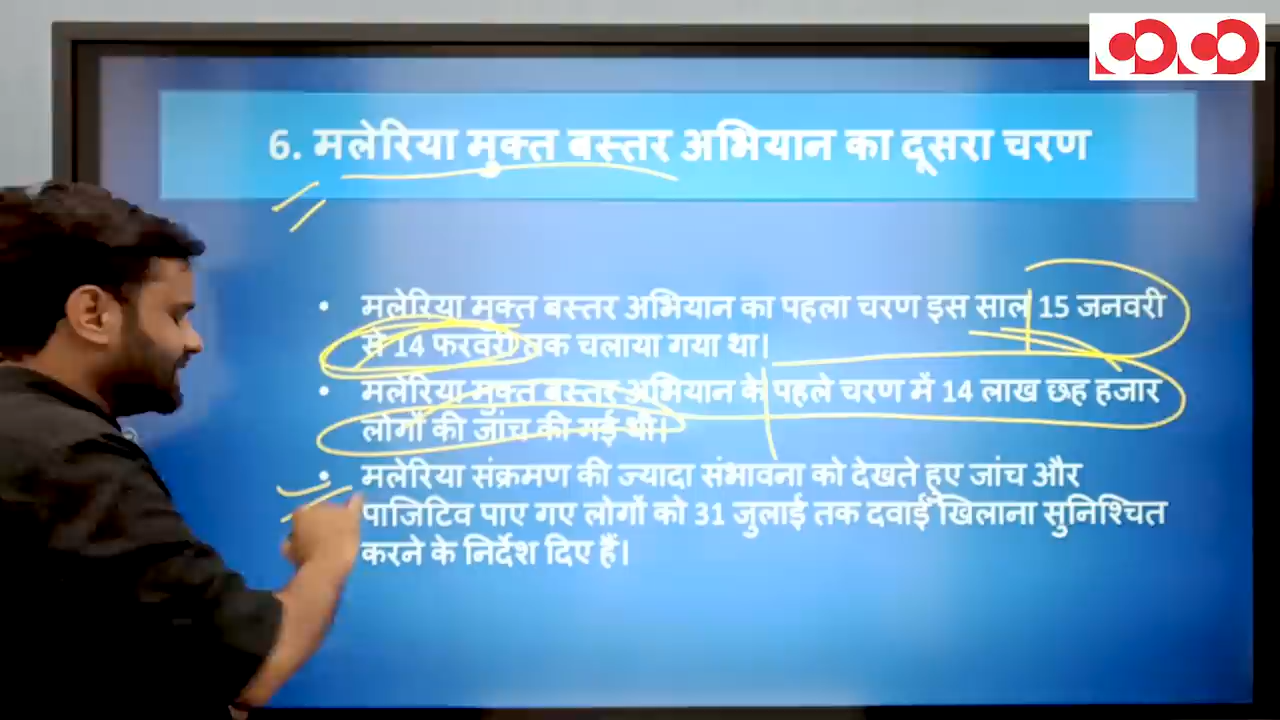 6. मलेरिया मुक्त बस्तर अभियान का दूसरा चरण
• मलेरिया मुक्त बस्तर अभियान का पहला चरण इस साल 15 जनवरी
से 14 फरवरी तक चलाया गया था।
• मलेरिया मुक्त बस्तर अभियान के पहले चरण में 14 लाख छह हजार
लोगों की जांच की गई थी।
• मलेरिया संक्रमण की ज्यादा संभावना को देखते हुए जांच और
पाजिटिव पाए गए लोगों को 31 जुलाई तक दवाई खिलाना सुनिश्चित
करने के निर्देश दिए हैं।